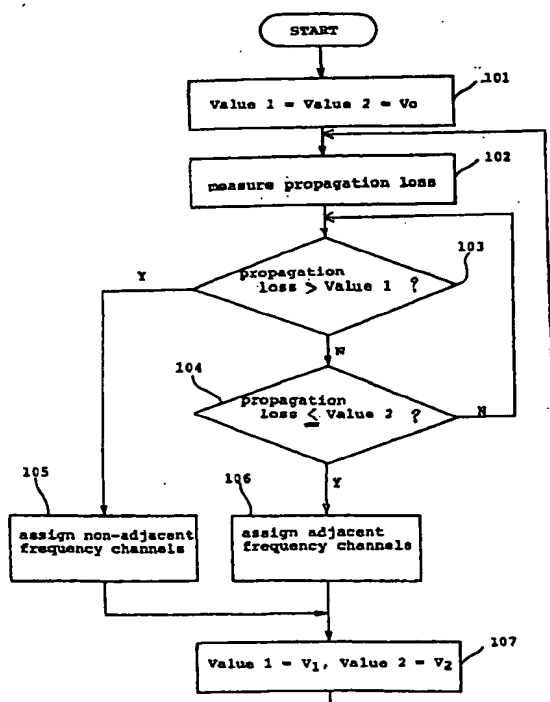 START
Value 1 = Value 2 = Vo
101
102
measure propagation loss
103
Y
propagation
loss > Value 1 ?
N
104
propagation
loss ≤ Value 2 ?
N
Y
105
106
assign non-adjacent
frequency channels
assign adjacent
frequency channels
107
Value 1 = V1, Value 2 = V2